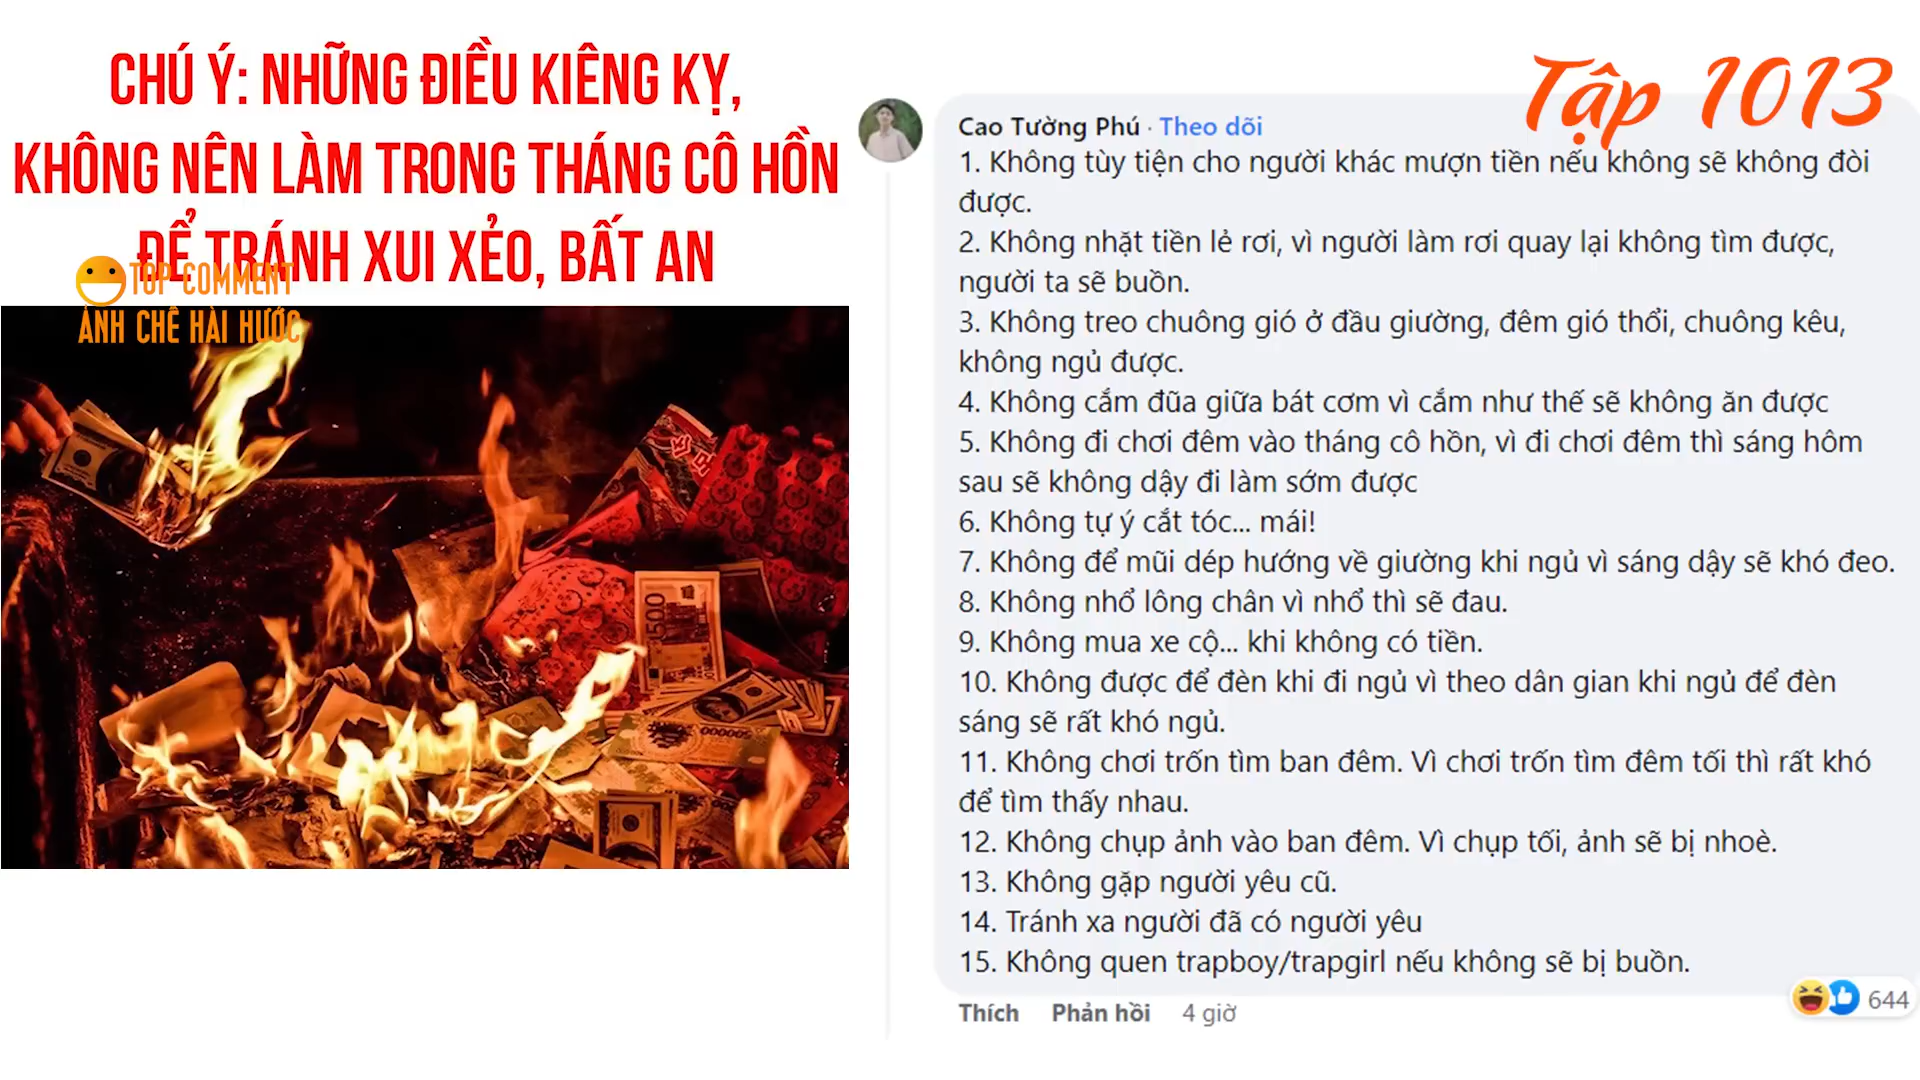 CHÚ Ý: NHỮNG ĐIỀU KIÊNG KỴ,
KHÔNG NÊN LÀM TRONG THÁNG CÔ HỒN
ĐỂ TRÁNH XUI XẺO, BẤT AN
TOP COMMENT
ẢNH CHẾ HÀI HƯỚC
500
000005
Tập 1013
Cao Tường Phú · Theo dõi
1. Không tùy tiện cho người khác mượn tiền nếu không sẽ không đòi
được.
2. Không nhặt tiền lẻ rơi, vì người làm rơi quay lại không tìm được,
người ta sẽ buồn.
3. Không treo chuông gió ở đầu giường, đêm gió thổi, chuông kêu,
không ngủ được.
4. Không cắm đũa giữa bát cơm vì cắm như thế sẽ không ăn được
5. Không đi chơi đêm vào tháng cô hồn, vì đi chơi đêm thì sáng hôm
sau sẽ không dậy đi làm sớm được
6. Không tự ý cắt tóc... mái!
7. Không để mũi dép hướng về giường khi ngủ vì sáng dậy sẽ khó đeo.
8. Không nhổ lông chân vì nhổ thì sẽ đau.
9. Không mua xe cộ... khi không có tiền.
10. Không được để đèn khi đi ngủ vì theo dân gian khi ngủ để đèn
sáng sẽ rất khó ngủ.
11. Không chơi trốn tìm ban đêm. Vì chơi trốn tìm đêm tối thì rất khó
để tìm thấy nhau.
12. Không chụp ảnh vào ban đêm. Vì chụp tối, ảnh sẽ bị nhoè.
13. Không gặp người yêu cũ.
14. Tránh xa người đã có người yêu
15. Không quen trapboy/trapgirl nếu không sẽ bị buồn.
Thích Phản hồi 4 giờ
644